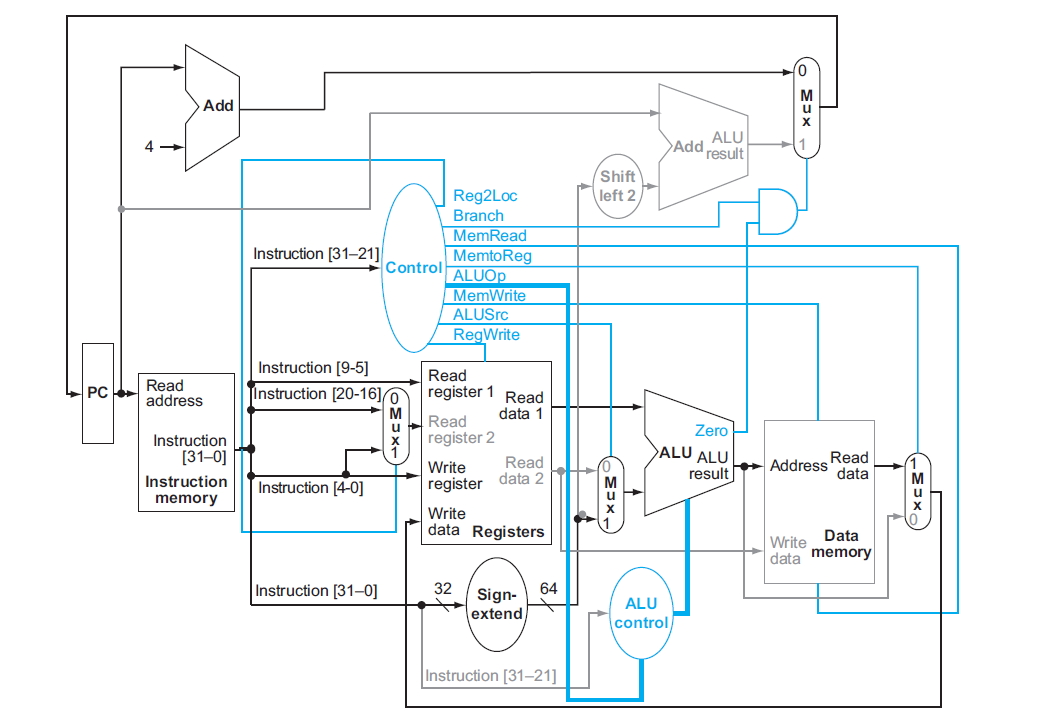 0
M
u
x
1
Add
4
Add
ALU
result
Shift
left 2
Reg2Loc
Branch
MemRead
MemtoReg
ALUOp
MemWrite
ALUSrc
RegWrite
Instruction [31–21]
Control
PC
Read
address
Instruction
[31–0]
Instruction
memory
Instruction [9-5]
Instruction [20-16]
Instruction [4-0]
0
M
u
x
1
Read
register 1
Read
register 2
Write
register
Write
data
Read
data 1
Read
data 2
Registers
0
M
u
x
1
Zero
ALU
ALU
result
Address
Read
data
Write
data
Data
memory
1
M
u
x
0
Instruction [31–0]
32
Sign-
extend
64
ALU
control
Instruction [31–21]